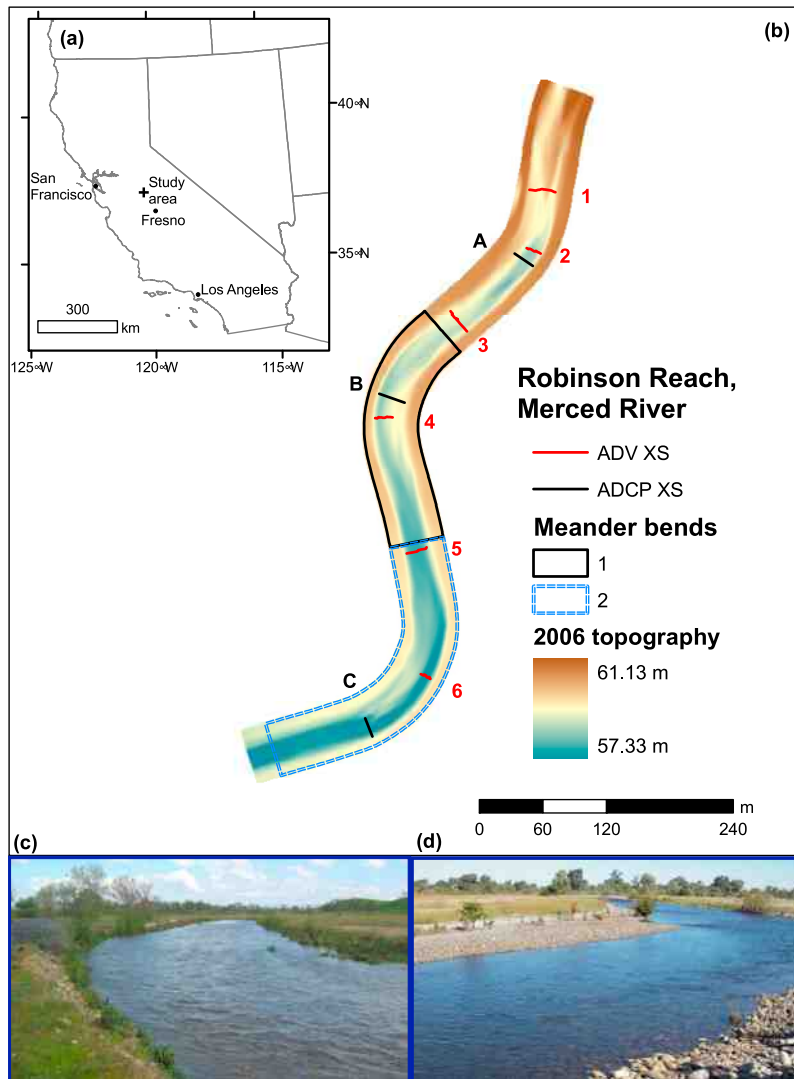 (a)
40°N
San
Francisco
Study
area
Fresno
35°N
Los Angeles
300
km
125°W
120°W
115°W
(b)
1
A
2
3
B
4
5
C
6
Robinson Reach,
Merced River
ADV XS
ADCP XS
Meander bends
1
2
2006 topography
61.13 m
57.33 m
m
0 60 120 240
(c)
(d)